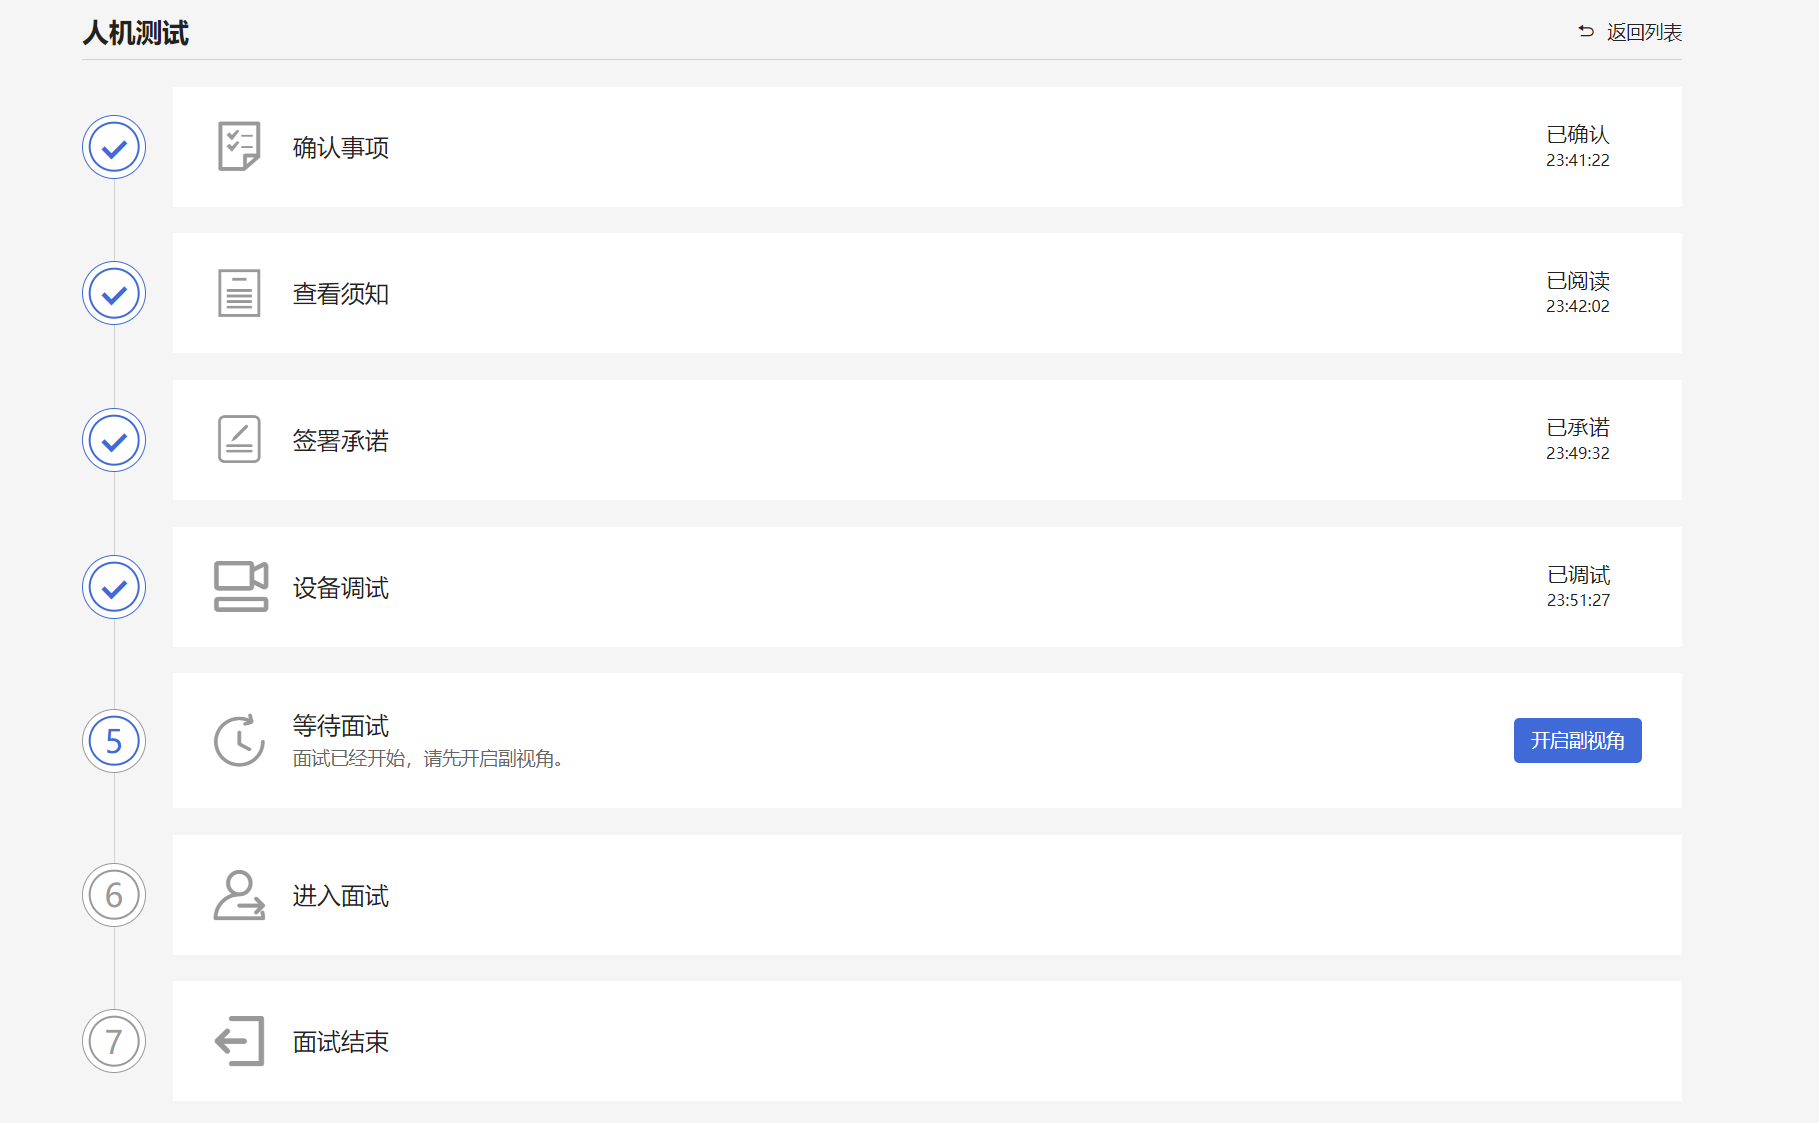 人机测试
返回列表
确认事项
已确认
23:41:22
查看须知
已阅读
23:42:02
签署承诺
已承诺
23:49:32
设备调试
已调试
23:51:27
5
等待面试
面试已经开始，请先开启副视角。
开启副视角
6
进入面试
7
面试结束